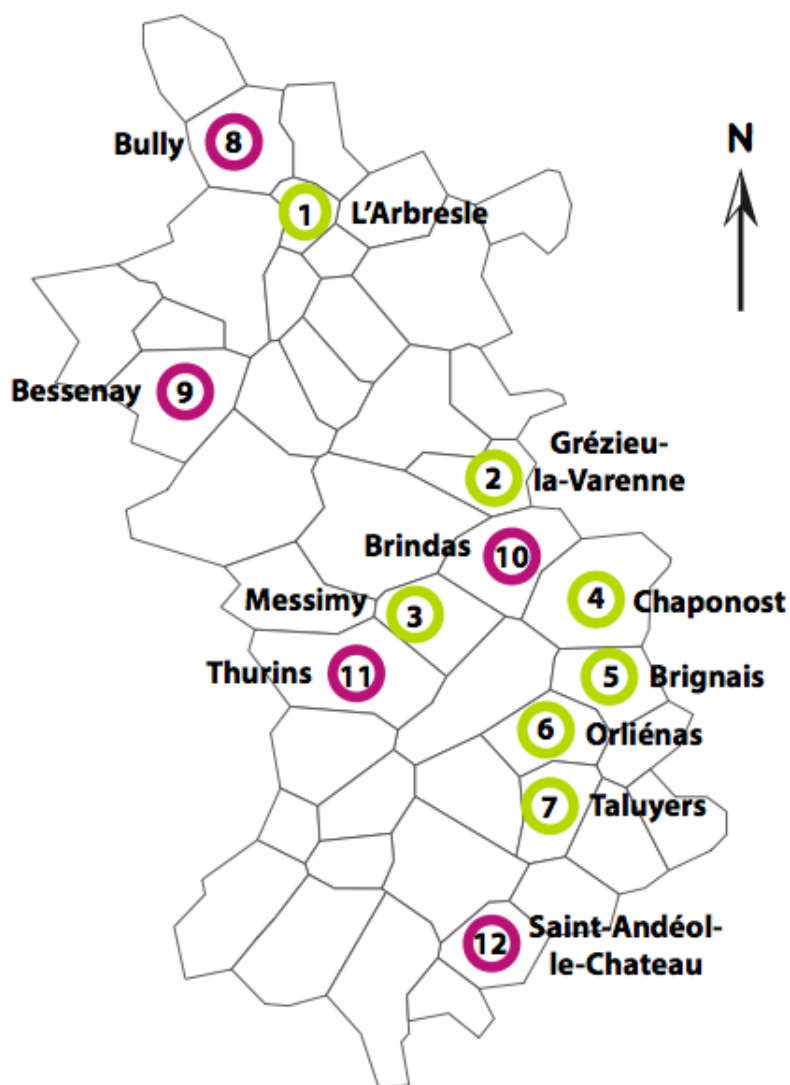 N
Bully 8
1 L'Arbresle
Bessenay 9
Grézieu-
2 la-Varenne
Brindas 10
Messimy 3
4 Chaponost
Thurins 11
5 Brignais
6 Orliénas
7 Taluyers
12 Saint-Andéol-
le-Chateau